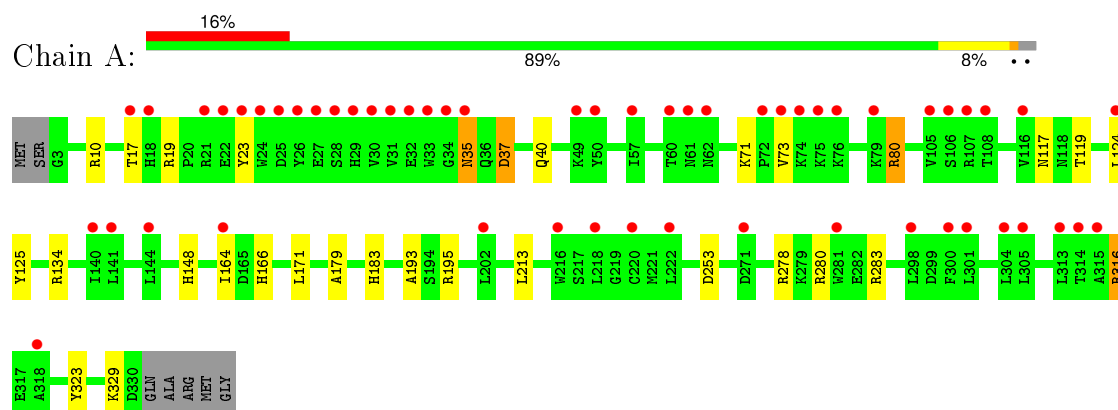 16%
Chain A:
89% 8% • •
MET SER G3 R10 T17 H18 R19 P20 R21 E22 Y23 W24 D25 Y26 E27 S28 H29 V30 V31 E32 W33 G34 N35 Q36 D37 Q40 K49 Y50 I57 T60 N61 N62 K71 P72 V73 K74 K75 K76 K79 R80 V105 S106 R107 T108 V116 N117 N118 T119 L124
Y125 R134 I140 L141 L144 H148 I164 D165 H166 L171 A179 H183 A193 S194 R195 L202 L213 W216 S217 L218 G219 C220 M221 L222 D253 D271 R278 K279 R280 W281 E282 R283 L298 D299 F300 L301 L304 L305 L313 T314 A315 R316
E317 A318 Y323 K329 D330 GLN ALA ARG MET GLY